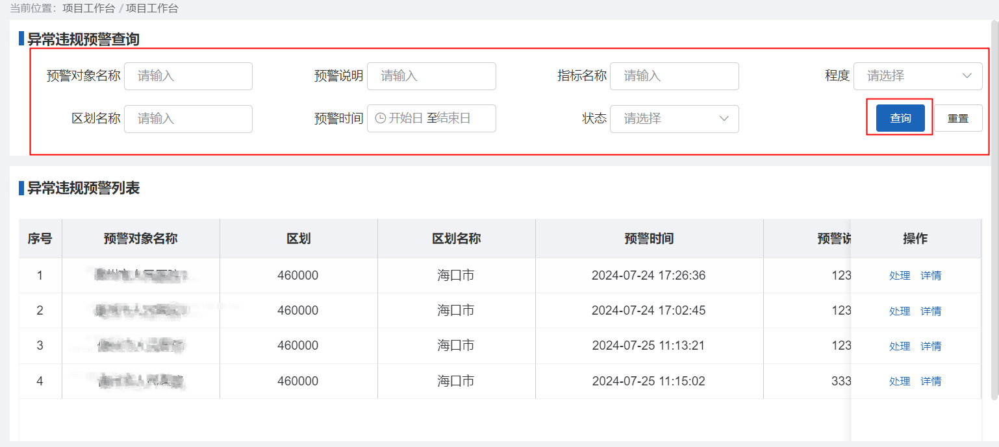 当前位置： 项目工作台 / 项目工作台
异常违规预警查询
预警对象名称 请输入 预警说明 请输入 指标名称 请输入 程度 请选择
区划名称 请输入 预警时间 开始日 至 结束日 状态 请选择 查询 重置
异常违规预警列表
序号 预警对象名称 区划 区划名称 预警时间 预警说 操作
1 460000 海口市 2024-07-24 17:26:36 123 处理 详情
2 460000 海口市 2024-07-24 17:02:45 123 处理 详情
3 460000 海口市 2024-07-25 11:13:21 123 处理 详情
4 460000 海口市 2024-07-25 11:15:02 333 处理 详情